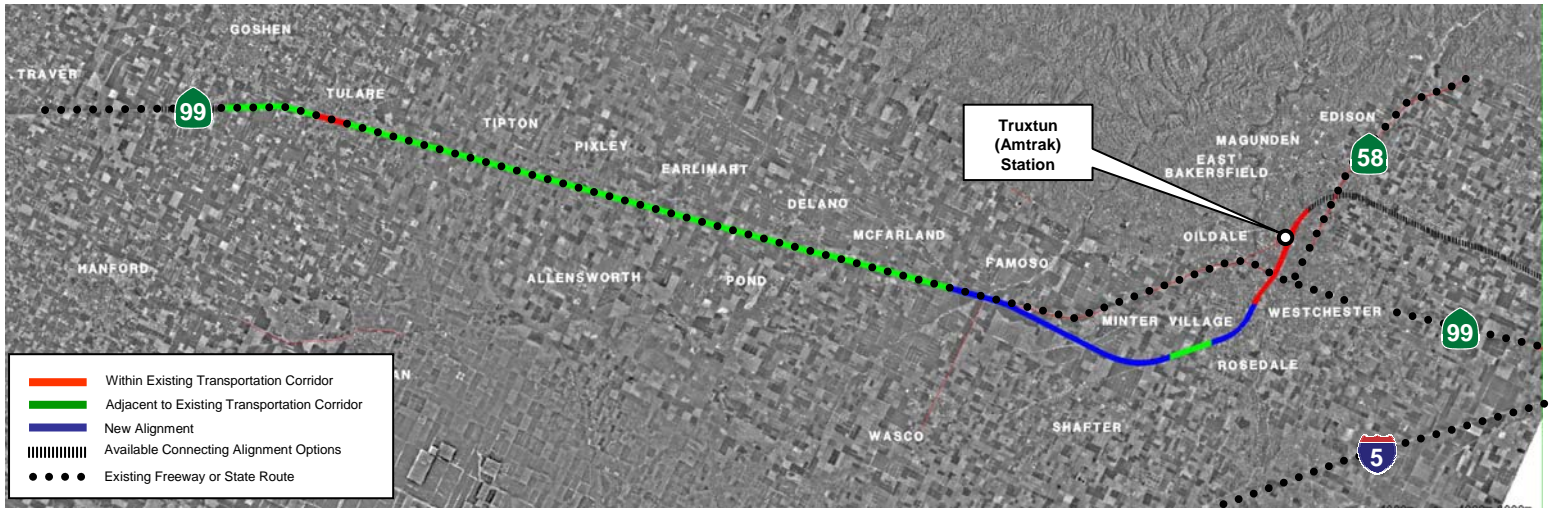 GOSHEN
TRAVER
99
TULARE
TIPTON
PIXLEY
EARLIMART
DELANO
MCFARLAND
FAMOSO
HANFORD
ALLENSWORTH
POND
Truxtun
(Amtrak)
Station
EDISON
MAGUNDEN
58
EAST
BAKERSFIELD
OILDALE
MINTER VILLAGE
WESTCHESTER
99
ROSEDALE
SHAFTER
WASCO
5
AN
Within Existing Transportation Corridor
Adjacent to Existing Transportation Corridor
New Alignment
Available Connecting Alignment Options
Existing Freeway or State Route